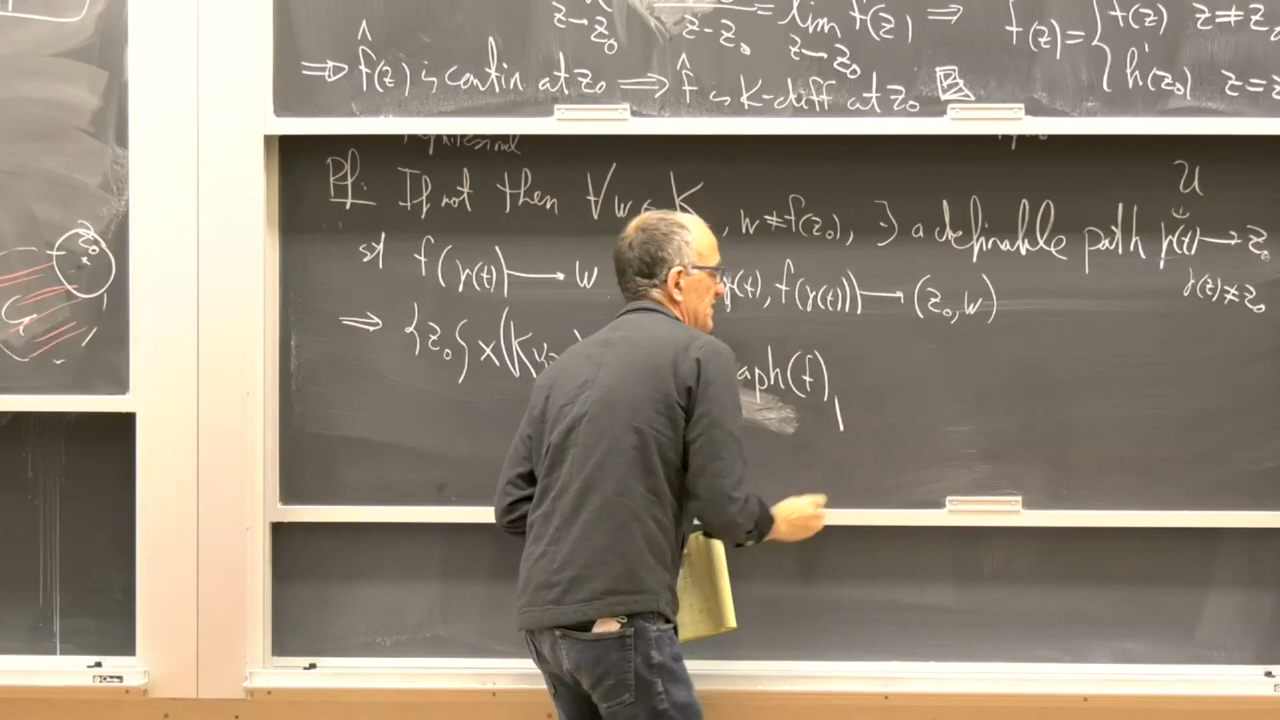 z→z₀ z-z₀ = lim f(z) ⇒ f(z) = { f(z) z≠z₀
z→z₀
⇒ f̂(z) is contin at z₀ ⇒ f̂ is K-diff at z₀ h(z₀) z=z
Pf: If not then ∀w ∈ K, w≠f(z₀), ∃ a definable path γ(t)→z₀
U
st f(γ(t))→w γ(t), f(γ(t))→(z₀,w)
γ(t)≠z₀
⇒ {z₀}×(K aph(f),
z₀